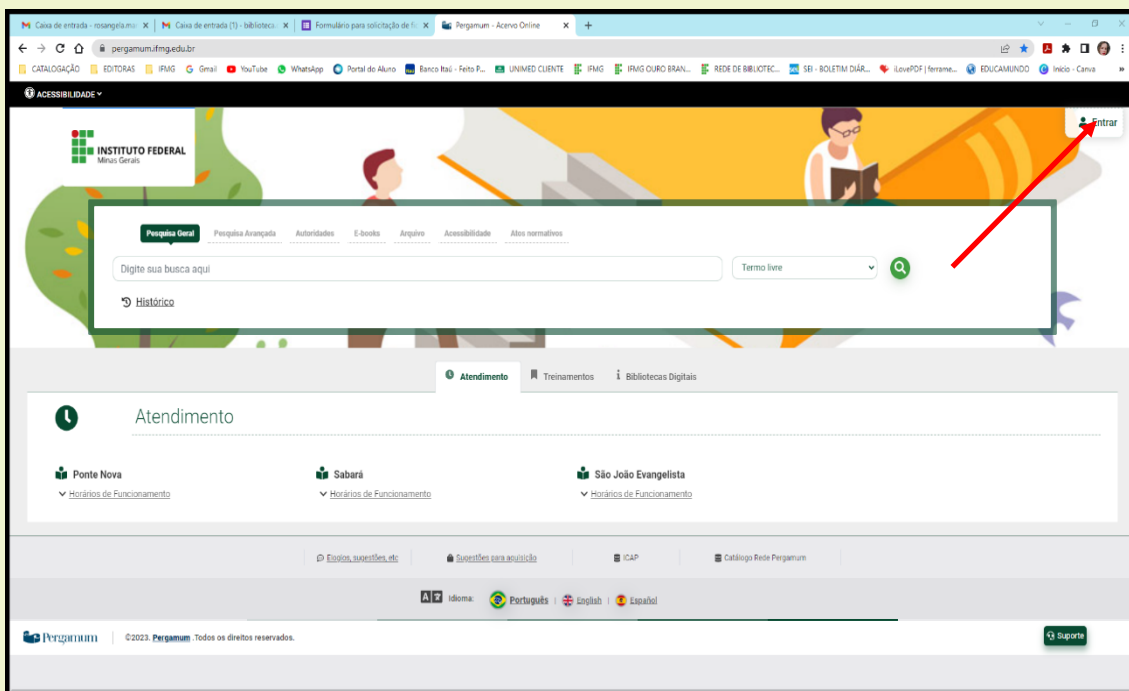 Caixa de entrada - rosangela.mu
Caixa de entrada (1) - biblioteca.
Formulário para solicitação de fi
Pergamum - Acervo Online
pergamum.ifmg.edu.br
CATALOGAÇÃO EDITORAS IFMG Gmail YouTube WhatsApp Portal do Aluno Banco Itaú - Feito P... UNIMED CLIENTE IFMG IFMG OURO BRAN... REDE DE BIBLIOTEC... SEI - BOLETIM DIÁR... iLovePDF | ferrame... EDUCAMUNDO Início - Canva »
ACESSIBILIDADE
Entrar
INSTITUTO FEDERAL
Minas Gerais
Pesquisa Geral Pesquisa Avançada Autoridades E-books Arquivo Acessibilidade Atos normativos
Digite sua busca aqui
Termo livre
Histórico
Atendimento Treinamentos Bibliotecas Digitais
Atendimento
Ponte Nova Sabará São João Evangelista
Horários de Funcionamento Horários de Funcionamento Horários de Funcionamento
Elogios, sugestões, etc Sugestões para aquisição ICAP Catálogo Rede Pergamum
Idioma: Português | English | Español
Pergamum ©2023. Pergamum .Todos os direitos reservados.
Suporte